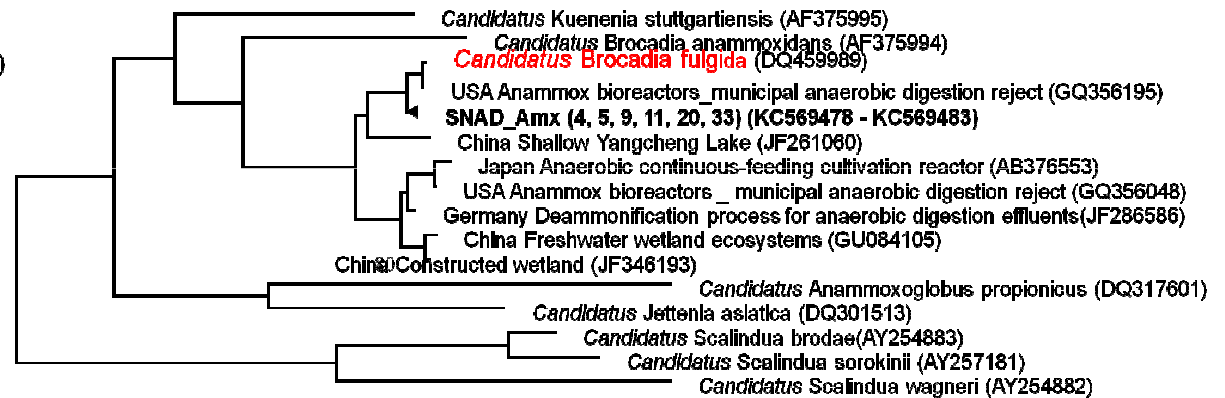 Candidatus Kuenenia stuttgartiensis (AF375995)
Candidatus Brocadia anammoxidans (AF375994)
)
Candidatus Brocadia fulgida (DQ459989)
USA Anammox bioreactors_municipal anaerobic digestion reject (GQ356195)
SNAD_Amx (4, 5, 9, 11, 20, 33) (KC569478 - KC569483)
China Shallow Yangcheng Lake (JF261060)
Japan Anaerobic continuous-feeding cultivation reactor (AB376553)
USA Anammox bioreactors _ municipal anaerobic digestion reject (GQ356048)
Germany Deammonification process for anaerobic digestion effluents(JF286586)
China Freshwater wetland ecosystems (GU084105)
China Constructed wetland (JF346193)
Candidatus Anammoxoglobus propionicus (DQ317601)
Candidatus Jettenia asiatica (DQ301513)
Candidatus Scalindua brodae(AY254883)
Candidatus Scalindua sorokinii (AY257181)
Candidatus Scalindua wagneri (AY254882)